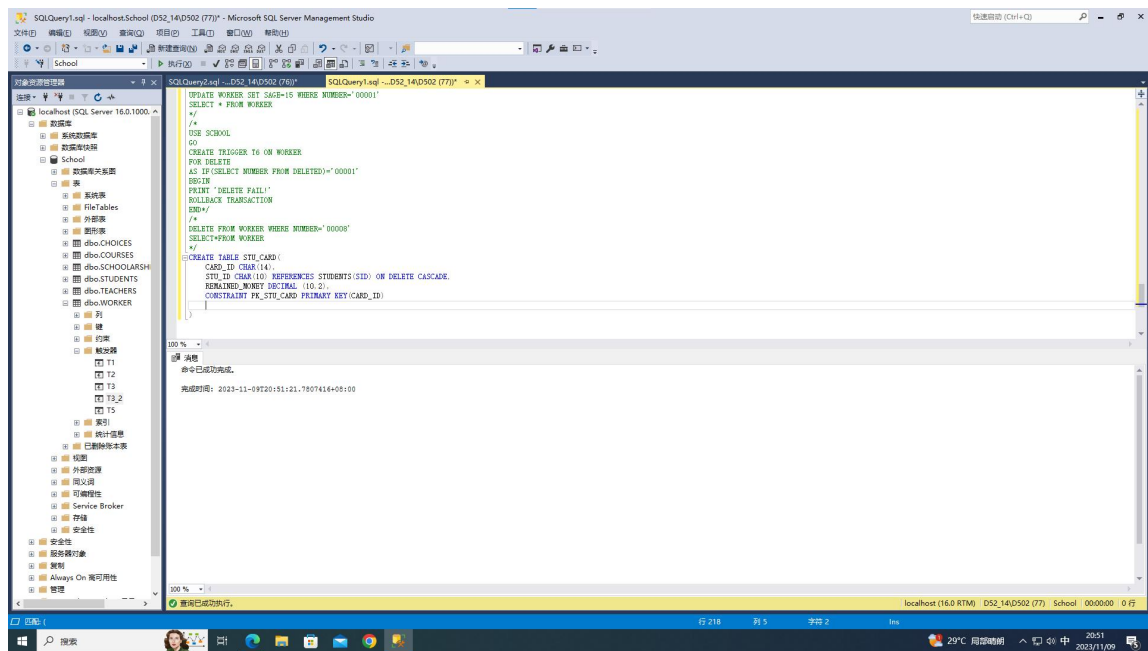 SQLQuery1.sql - localhost.School (D52_14\D502 (77))* - Microsoft SQL Server Management Studio
快速启动 (Ctrl+Q)
文件(F) 编辑(E) 视图(V) 查询(Q) 项目(P) 工具(T) 窗口(W) 帮助(H)
新建查询(N)
School 执行(X)
对象资源管理器
SQLQuery2.sql -...D52_14\D502 (76))* SQLQuery1.sql -...D52_14\D502 (77))*
连接
localhost (SQL Server 16.0.1000.
数据库
系统数据库
数据库快照
School
数据库关系图
表
系统表
FileTables
外部表
图形表
dbo.CHOICES
dbo.COURSES
dbo.SCHOOLARSHI
dbo.STUDENTS
dbo.TEACHERS
dbo.WORKER
列
键
约束
触发器
T1
T2
T3
T3_2
T5
索引
统计信息
已删除账本表
视图
外部资源
同义词
可编程性
Service Broker
存储
安全性
安全性
服务器对象
复制
Always On 高可用性
管理
UPDATE WORKER SET SAGE=15 WHERE NUMBER='00001'
SELECT * FROM WORKER
*/
/*
USE SCHOOL
GO
CREATE TRIGGER T6 ON WORKER
FOR DELETE
AS IF(SELECT NUMBER FROM DELETED)='00001'
BEGIN
PRINT 'DELETE FAIL!'
ROLLBACK TRANSACTION
END*/
/*
DELETE FROM WORKER WHERE NUMBER='00008'
SELECT*FROM WORKER
*/
CREATE TABLE STU_CARD(
CARD_ID CHAR(14),
STU_ID CHAR(10) REFERENCES STUDENTS(SID) ON DELETE CASCADE,
REMAINED_MONEY DECIMAL (10,2),
CONSTRAINT PK_STU_CARD PRIMARY KEY(CARD_ID)
)
100 %
消息
命令已成功完成。
完成时间: 2023-11-09T20:51:21.7807416+08:00
100 %
查询已成功执行。
localhost (16.0 RTM) D52_14\D502 (77) School 00:00:00 0 行
匹配: (
行 218 列 5 字符 2 Ins
搜索
29°C 局部晴朗
中
20:51
2023/11/09